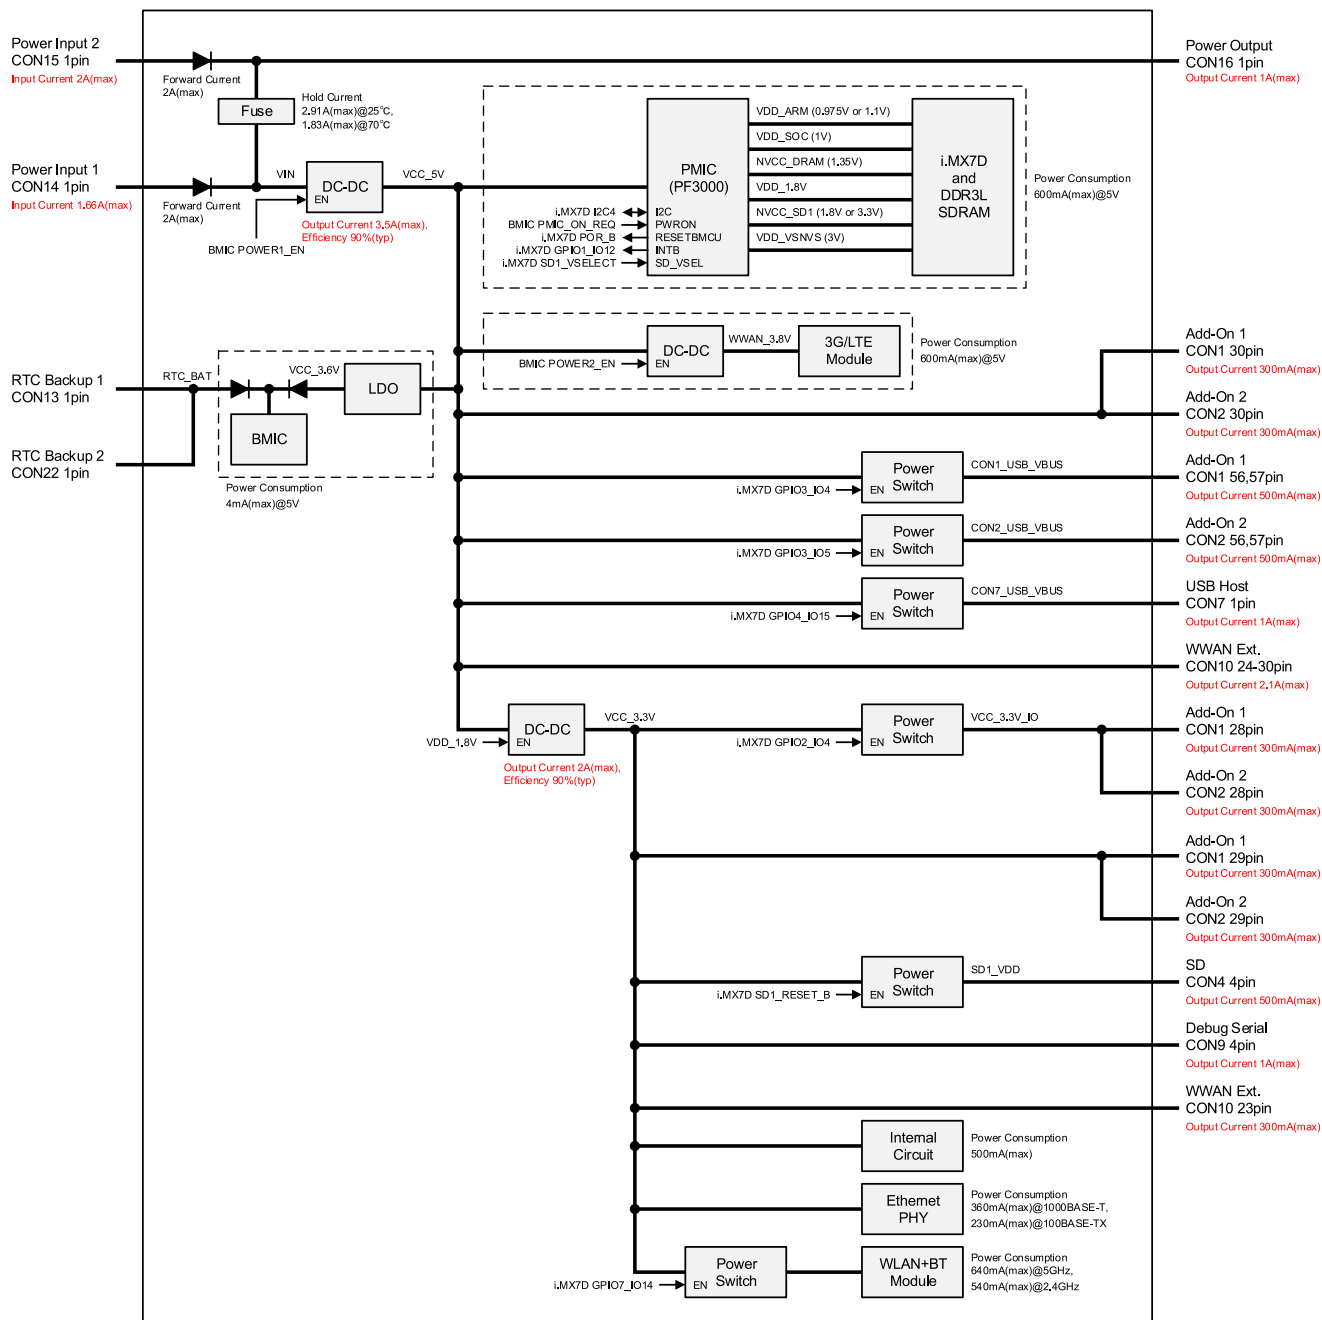 Power Input 2
CON15 1pin
Input Current 2A(max)
Forward Current
2A(max)
Power Output
CON16 1pin
Output Current 1A(max)
Fuse
Hold Current
2.91A(max)@25℃,
1.83A(max)@70℃
Power Input 1
CON14 1pin
Input Current 1.66A(max)
Forward Current
2A(max)
VIN
DC-DC
EN
BMIC POWER1_EN
VCC_5V
Output Current 3.5A(max),
Efficiency 90%(typ)
PMIC
(PF3000)
i.MX7D I2C4
I2C
BMIC PMIC_ON_REQ
PWRON
i.MX7D POR_B
RESETBMCU
i.MX7D GPIO1_IO12
INTB
i.MX7D SD1_VSELECT
SD_VSEL
VDD_ARM (0.975V or 1.1V)
VDD_SOC (1V)
NVCC_DRAM (1.35V)
VDD_1.8V
NVCC_SD1 (1.8V or 3.3V)
VDD_VSNVS (3V)
i.MX7D
and
DDR3L
SDRAM
Power Consumption
600mA(max)@5V
BMIC POWER2_EN
DC-DC
EN
WWAN_3.8V
3G/LTE
Module
Power Consumption
600mA(max)@5V
Add-On 1
CON1 30pin
Output Current 300mA(max)
Add-On 2
CON2 30pin
Output Current 300mA(max)
RTC Backup 1
CON13 1pin
RTC_BAT
VCC_3.6V
LDO
BMIC
RTC Backup 2
CON22 1pin
Power Consumption
4mA(max)@5V
i.MX7D GPIO3_IO4
Power
Switch
EN
CON1_USB_VBUS
Add-On 1
CON1 56,57pin
Output Current 500mA(max)
i.MX7D GPIO3_IO5
Power
Switch
EN
CON2_USB_VBUS
Add-On 2
CON2 56,57pin
Output Current 500mA(max)
i.MX7D GPIO4_IO15
Power
Switch
EN
CON7_USB_VBUS
USB Host
CON7 1pin
Output Current 1A(max)
WWAN Ext.
CON10 24-30pin
Output Current 2.1A(max)
VDD_1.8V
DC-DC
EN
VCC_3.3V
Output Current 2A(max),
Efficiency 90%(typ)
i.MX7D GPIO2_IO4
Power
Switch
EN
VCC_3.3V_IO
Add-On 1
CON1 28pin
Output Current 300mA(max)
Add-On 2
CON2 28pin
Output Current 300mA(max)
Add-On 1
CON1 29pin
Output Current 300mA(max)
Add-On 2
CON2 29pin
Output Current 300mA(max)
i.MX7D SD1_RESET_B
Power
Switch
EN
SD1_VDD
SD
CON4 4pin
Output Current 500mA(max)
Debug Serial
CON9 4pin
Output Current 1A(max)
WWAN Ext.
CON10 23pin
Output Current 300mA(max)
Internal
Circuit
Power Consumption
500mA(max)
Ethernet
PHY
Power Consumption
360mA(max)@1000BASE-T,
230mA(max)@100BASE-TX
i.MX7D GPIO7_IO14
Power
Switch
EN
WLAN+BT
Module
Power Consumption
640mA(max)@5GHz,
540mA(max)@2.4GHz